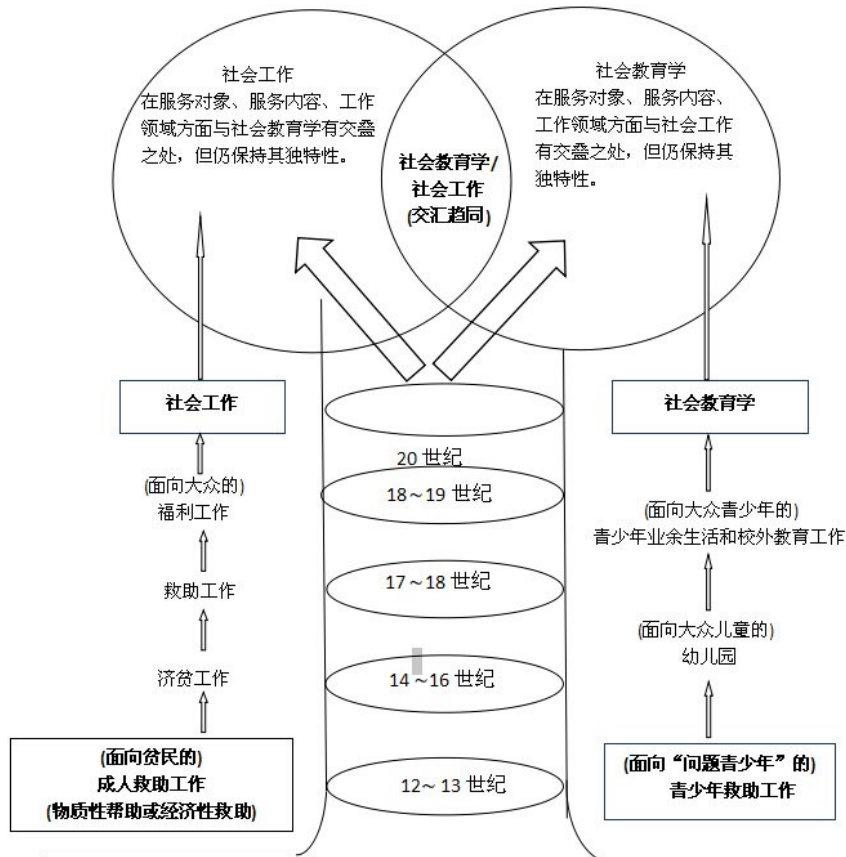 社会工作
在服务对象、服务内容、工作
领域方面与社会教育学有交叠
之处，但仍保持其独特性。
社会教育学/
社会工作
(交汇趋同)
社会教育学
在服务对象、服务内容、
工作领域方面与社会工作
有交叠之处，但仍保持其
独特性。
社会工作
(面向大众的)
福利工作
救助工作
济贫工作
(面向贫民的)
成人救助工作
(物质性帮助或经济性救助)
20 世纪
18～19 世纪
17～18 世纪
14～16 世纪
12～13 世纪
社会教育学
(面向大众青少年的)
青少年业余生活和校外教育工作
(面向大众儿童的)
幼儿园
(面向“问题青少年”的)
青少年救助工作